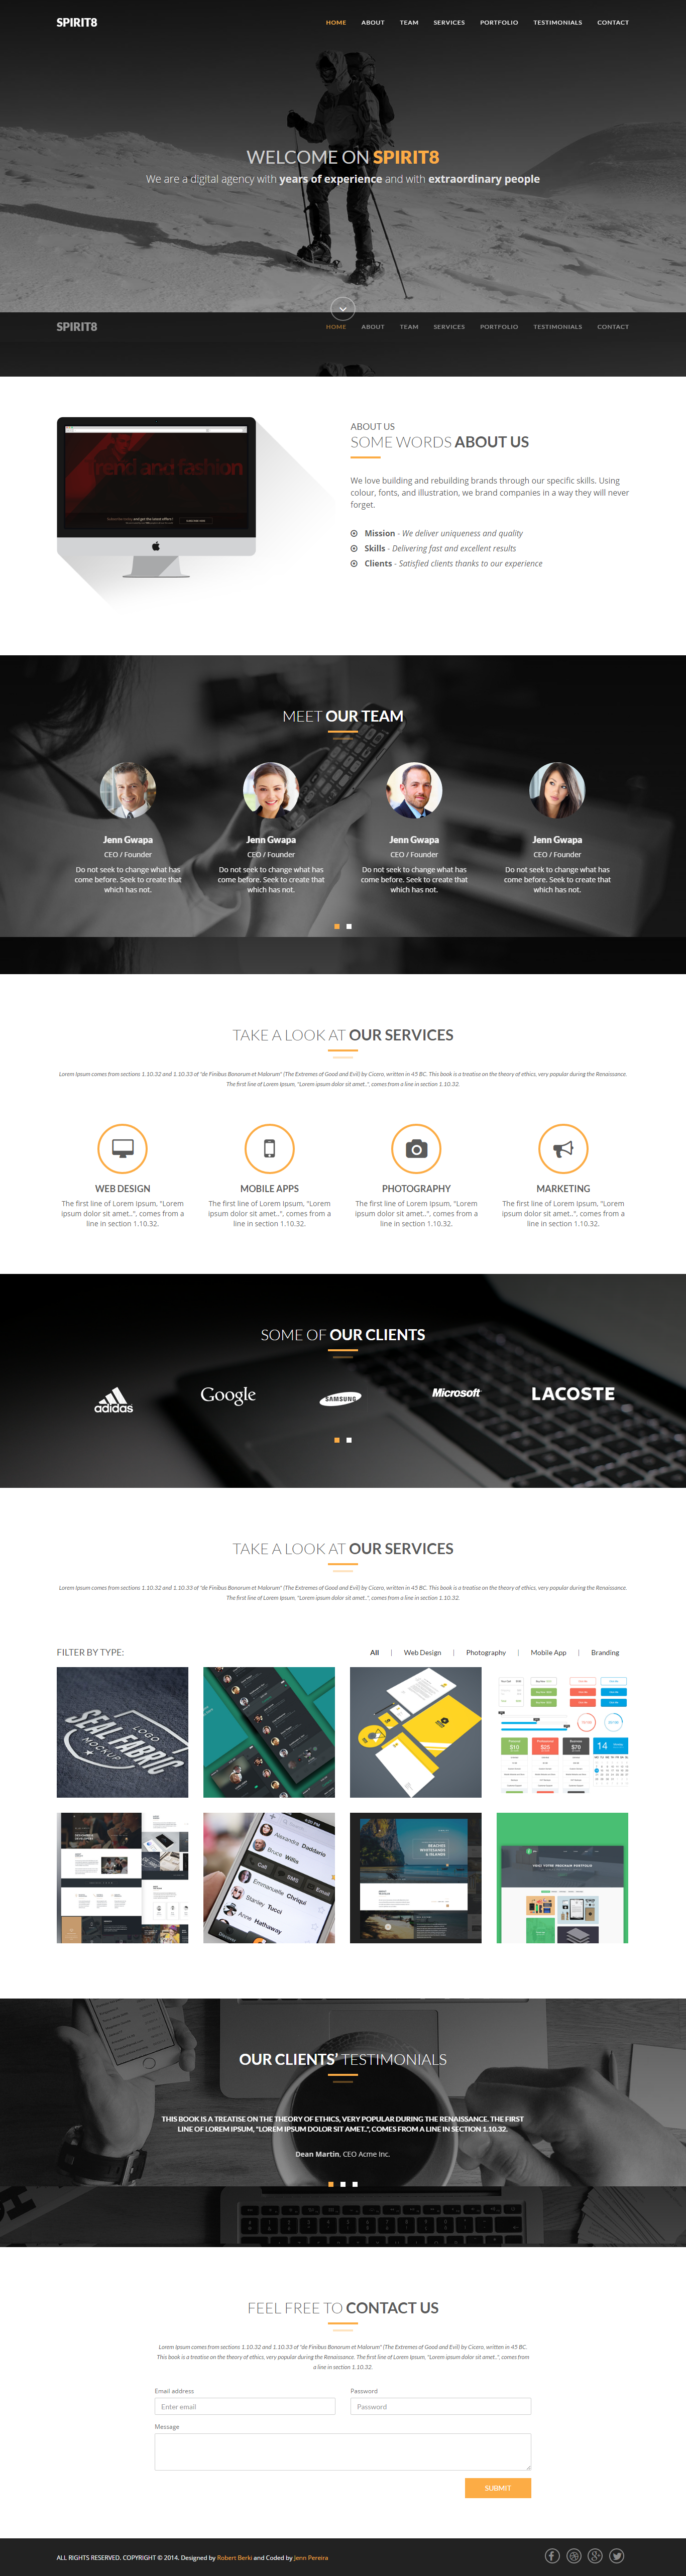 SPIRIT8
HOME ABOUT TEAM SERVICES PORTFOLIO TESTIMONIALS CONTACT
WELCOME ON SPIRIT8
We are a digital agency with years of experience and with extraordinary people
SPIRIT8
HOME ABOUT TEAM SERVICES PORTFOLIO TESTIMONIALS CONTACT
rend and fashion
ABOUT US
SOME WORDS ABOUT US
We love building and rebuilding brands through our specific skills. Using
colour, fonts, and illustration, we brand companies in a way they will never
forget.
Mission - We deliver uniqueness and quality
Skills - Delivering fast and excellent results
Clients - Satisfied clients thanks to our experience
MEET OUR TEAM
Jenn Gwapa Jenn Gwapa Jenn Gwapa Jenn Gwapa
CEO / Founder CEO / Founder CEO / Founder CEO / Founder
Do not seek to change what has Do not seek to change what has Do not seek to change what has Do not seek to change what has
come before. Seek to create that come before. Seek to create that come before. Seek to create that come before. Seek to create that
which has not. which has not. which has not. which has not.
TAKE A LOOK AT OUR SERVICES
Lorem Ipsum comes from sections 1.10.32 and 1.10.33 of "de Finibus Bonorum et Malorum" (The Extremes of Good and Evil) by Cicero, written in 45 BC. This book is a treatise on the theory of ethics, very popular during the Renaissance.
The first line of Lorem Ipsum, "Lorem ipsum dolor sit amet..", comes from a line in section 1.10.32.
WEB DESIGN MOBILE APPS PHOTOGRAPHY MARKETING
The first line of Lorem Ipsum, "Lorem The first line of Lorem Ipsum, "Lorem The first line of Lorem Ipsum, "Lorem The first line of Lorem Ipsum, "Lorem
ipsum dolor sit amet..", comes from a ipsum dolor sit amet..", comes from a ipsum dolor sit amet..", comes from a ipsum dolor sit amet..", comes from a
line in section 1.10.32. line in section 1.10.32. line in section 1.10.32. line in section 1.10.32.
SOME OF OUR CLIENTS
adidas Google SAMSUNG Microsoft LACOSTE
TAKE A LOOK AT OUR SERVICES
Lorem Ipsum comes from sections 1.10.32 and 1.10.33 of "de Finibus Bonorum et Malorum" (The Extremes of Good and Evil) by Cicero, written in 45 BC. This book is a treatise on the theory of ethics, very popular during the Renaissance.
The first line of Lorem Ipsum, "Lorem ipsum dolor sit amet..", comes from a line in section 1.10.32.
FILTER BY TYPE: All | Web Design | Photography | Mobile App | Branding
LOGO
MOCKUP
$10 $25 $70
14
Alexandra Daddario
Bruce Willis
Call SMS Email
Emmanuelle Chriqui
Stanley Tucci
Anne Hathaway
BEACHES
WHITESANDS
& ISLANDS
OUR CLIENTS' TESTIMONIALS
THIS BOOK IS A TREATISE ON THE THEORY OF ETHICS, VERY POPULAR DURING THE RENAISSANCE. THE FIRST
LINE OF LOREM IPSUM, "LOREM IPSUM DOLOR SIT AMET..", COMES FROM A LINE IN SECTION 1.10.32.
Dean Martin, CEO Acme Inc.
FEEL FREE TO CONTACT US
Lorem Ipsum comes from sections 1.10.32 and 1.10.33 of "de Finibus Bonorum et Malorum" (The Extremes of Good and Evil) by Cicero, written in 45 BC.
This book is a treatise on the theory of ethics, very popular during the Renaissance. The first line of Lorem Ipsum, "Lorem ipsum dolor sit amet..", comes from
a line in section 1.10.32.
Email address Password
Enter email Password
Message
SUBMIT
ALL RIGHTS RESERVED. COPYRIGHT © 2014. Designed by Robert Berki and Coded by Jenn Pereira